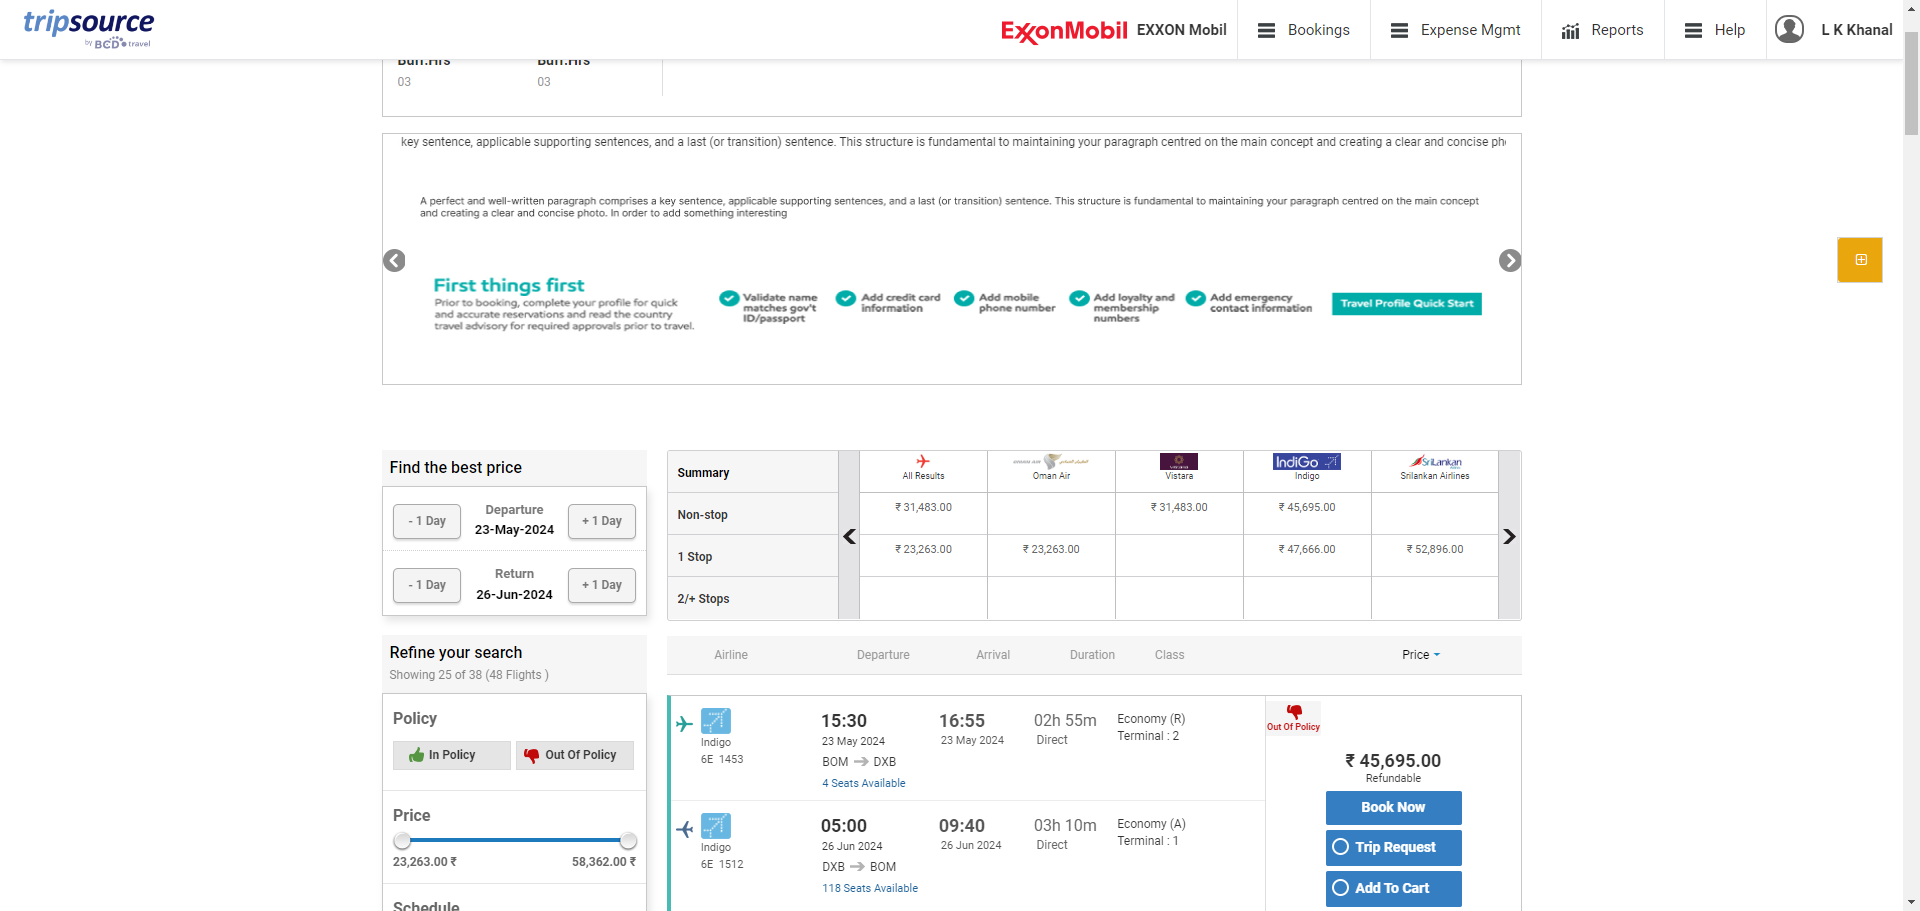 tripsource
by BCD travel
ExxonMobil EXXON Mobil
Bookings
Expense Mgmt
Reports
Help
L K Khanal
Buff.Hrs Buff.Hrs
03 03
key sentence, applicable supporting sentences, and a last (or transition) sentence. This structure is fundamental to maintaining your paragraph centred on the main concept and creating a clear and concise ph
A perfect and well-written paragraph comprises a key sentence, applicable supporting sentences, and a last (or transition) sentence. This structure is fundamental to maintaining your paragraph centred on the main concept
and creating a clear and concise photo. In order to add something interesting
First things first
Prior to booking, complete your profile for quick
and accurate reservations and read the country
travel advisory for required approvals prior to travel.
Validate name
matches gov't
ID/passport
Add credit card
information
Add mobile
phone number
Add loyalty and
membership
numbers
Add emergency
contact information
Travel Profile Quick Start
Find the best price
- 1 Day
Departure
23-May-2024
+ 1 Day
- 1 Day
Return
26-Jun-2024
+ 1 Day
Refine your search
Showing 25 of 38 (48 Flights )
Policy
In Policy
Out Of Policy
Price
23,263.00 ₹ 58,362.00 ₹
Schedule
Summary
All Results
Oman Air
vistara
Vistara
IndiGo
Indigo
SriLankan
Srilankan Airlines
Non-stop ₹ 31,483.00 ₹ 31,483.00 ₹ 45,695.00
1 Stop ₹ 23,263.00 ₹ 23,263.00 ₹ 47,666.00 ₹ 52,896.00
2/+ Stops
Airline Departure Arrival Duration Class Price
Indigo
6E 1453
15:30
23 May 2024
BOM DXB
4 Seats Available
16:55
23 May 2024
02h 55m
Direct
Economy (R)
Terminal : 2
Indigo
6E 1512
05:00
26 Jun 2024
DXB BOM
118 Seats Available
09:40
26 Jun 2024
03h 10m
Direct
Economy (A)
Terminal : 1
Out Of Policy
₹ 45,695.00
Refundable
Book Now
Trip Request
Add To Cart